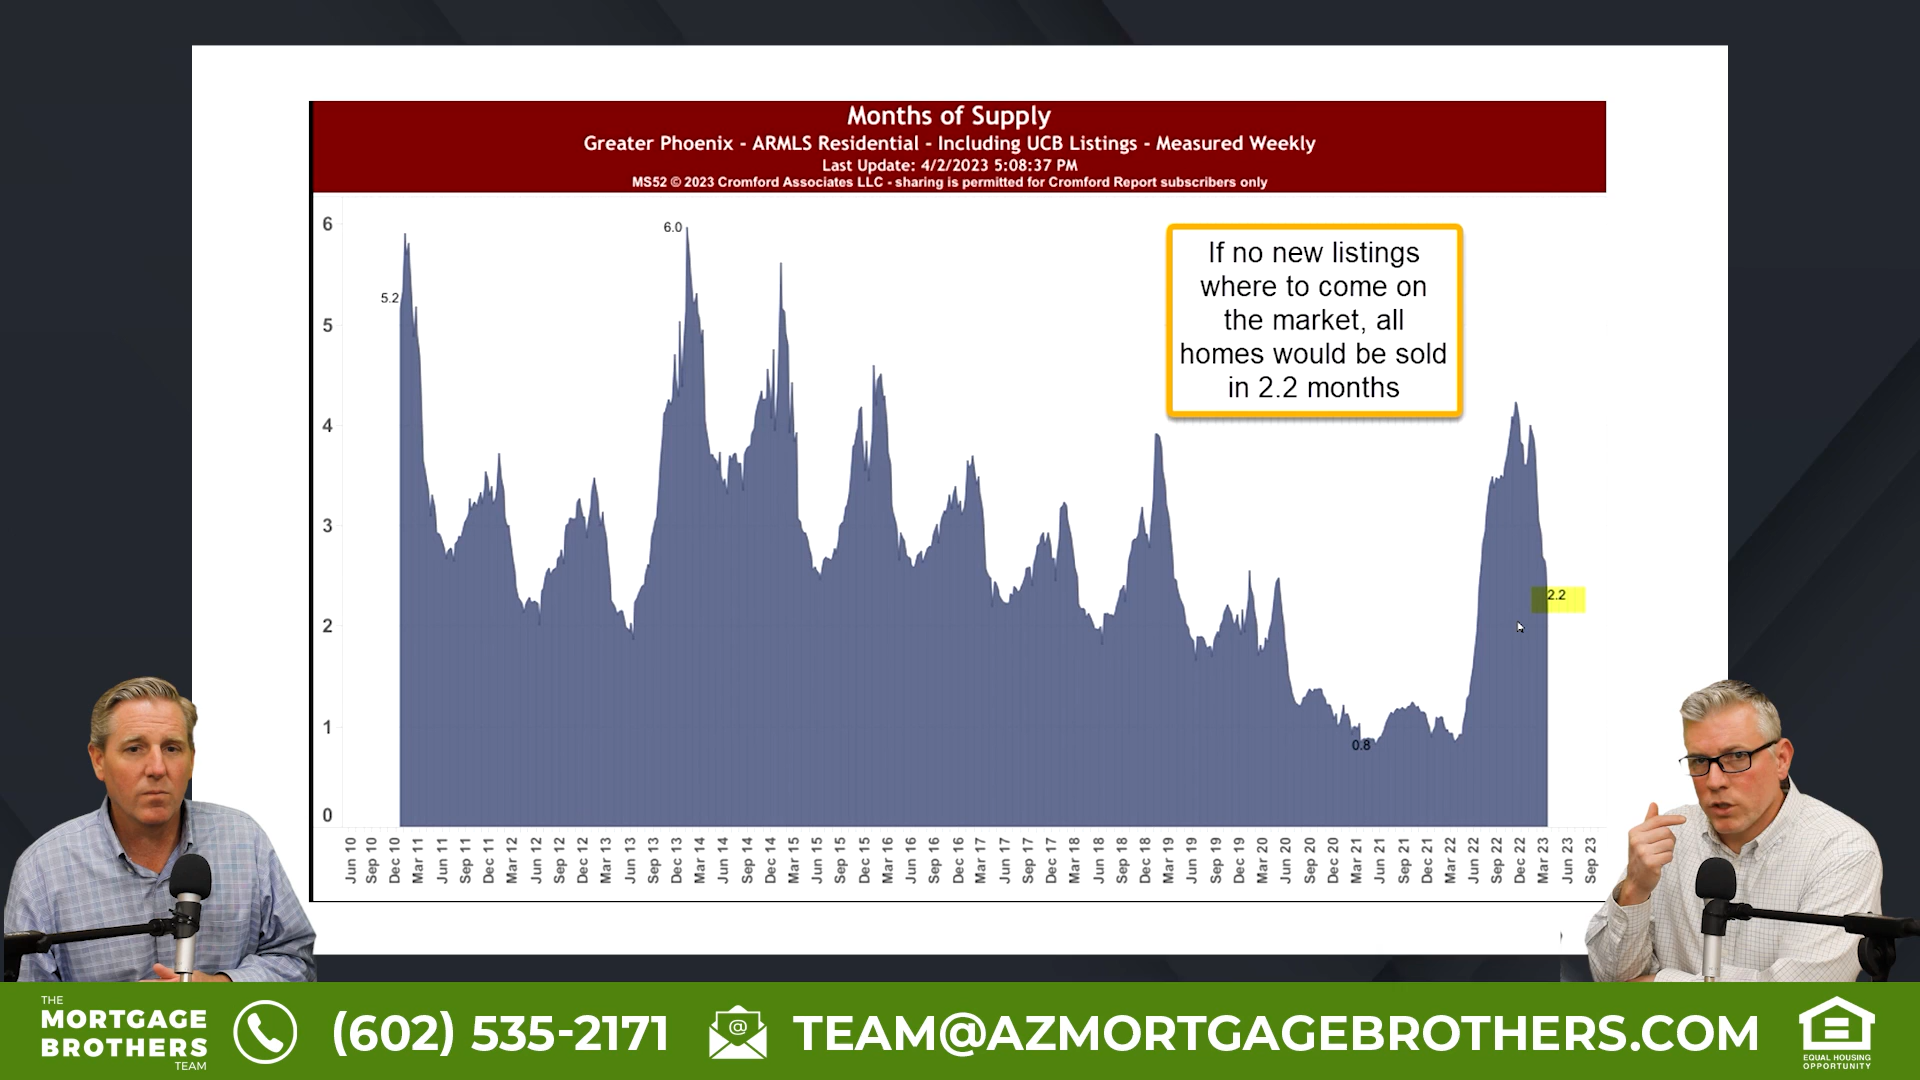 Months of Supply
Greater Phoenix - ARMLS Residential - Including UCB Listings - Measured Weekly
Last Update: 4/2/2023 5:08:37 PM
MS52 © 2023 Cromford Associates LLC - sharing is permitted for Cromford Report subscribers only
6
5
4
3
2
1
0
5.2
6.0
0.8
2.2
If no new listings
where to come on
the market, all
homes would be sold
in 2.2 months
Jun 10
Sep 10
Dec 10
Mar 11
Jun 11
Sep 11
Dec 11
Mar 12
Jun 12
Sep 12
Dec 12
Mar 13
Jun 13
Sep 13
Dec 13
Mar 14
Jun 14
Sep 14
Dec 14
Mar 15
Jun 15
Sep 15
Dec 15
Mar 16
Jun 16
Sep 16
Dec 16
Mar 17
Jun 17
Sep 17
Dec 17
Mar 18
Jun 18
Sep 18
Dec 18
Mar 19
Jun 19
Sep 19
Dec 19
Mar 20
Jun 20
Sep 20
Dec 20
Mar 21
Jun 21
Sep 21
Dec 21
Mar 22
Jun 22
Sep 22
Dec 22
Mar 23
Jun 23
Sep 23
THE
MORTGAGE
BROTHERS
TEAM
(602) 535-2171
@
TEAM@AZMORTGAGEBROTHERS.COM
EQUAL HOUSING
OPPORTUNITY